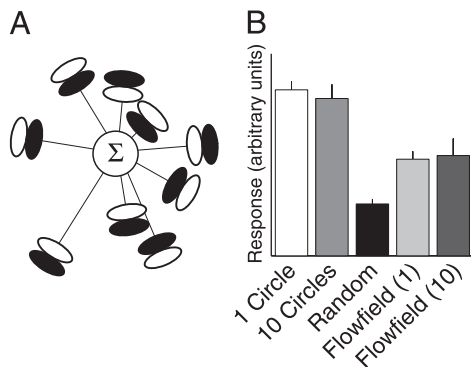 A
Σ
B
Response (arbitrary units)
1 Circle
10 Circles
Random
Flowfield (1)
Flowfield (10)